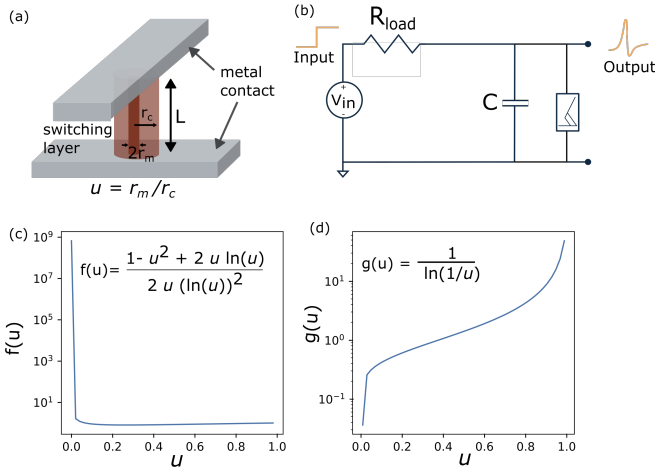 (a)
metal
contact
r_c
L
switching
layer
2r_m
u = r_m/r_c
(b)
R_load
Input
Output
V_in
+
-
C
(c)
10^9
10^7
10^5
10^3
10^1
f(u)= \frac{1- u^2 + 2 u ln(u)}{2 u (ln(u))^2}
f(u)
0.0 0.2 0.4 0.6 0.8 1.0
u
(d)
g(u) = \frac{1}{ln(1/u)}
10^1
10^0
10^{-1}
g(u)
0.0 0.2 0.4 0.6 0.8 1.0
u